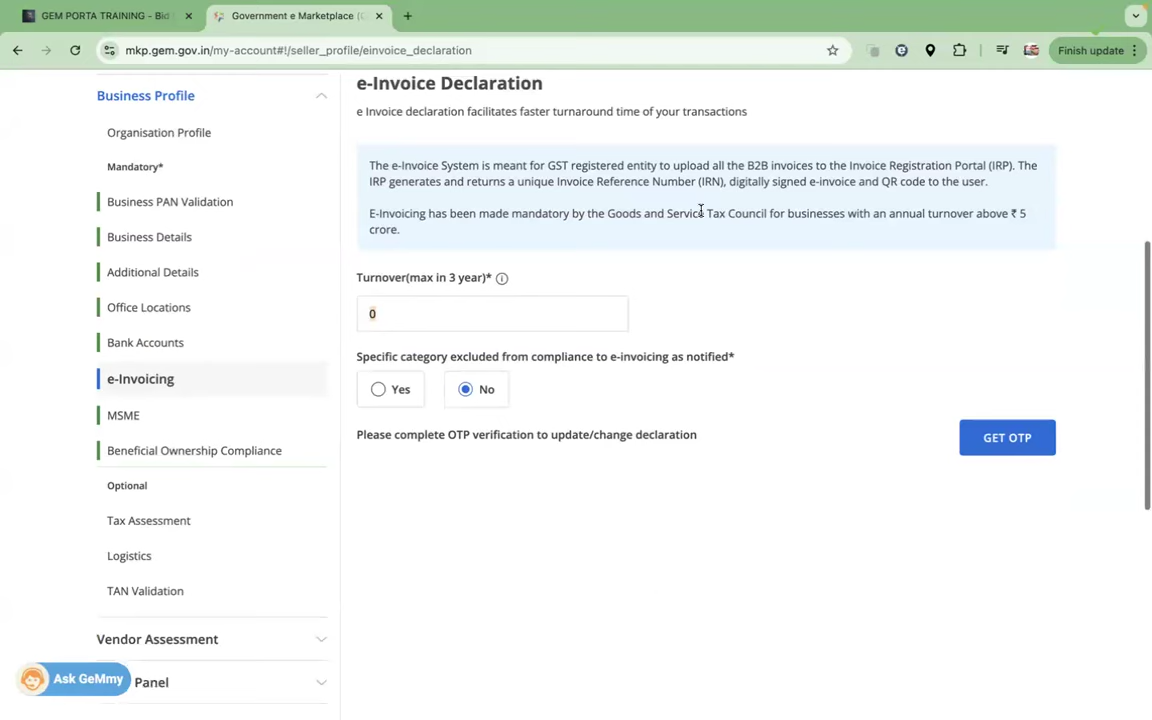 GEM PORTA TRAINING - Bid
Government e Marketplace (G
mkp.gem.gov.in/my-account#!/seller_profile/einvoice_declaration
Finish update
Business Profile
Organisation Profile
Mandatory*
Business PAN Validation
Business Details
Additional Details
Office Locations
Bank Accounts
e-Invoicing
MSME
Beneficial Ownership Compliance
Optional
Tax Assessment
Logistics
TAN Validation
Vendor Assessment
Panel
Ask GeMmy
e-Invoice Declaration
e Invoice declaration facilitates faster turnaround time of your transactions
The e-Invoice System is meant for GST registered entity to upload all the B2B invoices to the Invoice Registration Portal (IRP). The
IRP generates and returns a unique Invoice Reference Number (IRN), digitally signed e-invoice and QR code to the user.
E-Invoicing has been made mandatory by the Goods and Service Tax Council for businesses with an annual turnover above ₹ 5
crore.
Turnover(max in 3 year)*
0
Specific category excluded from compliance to e-invoicing as notified*
Yes
No
Please complete OTP verification to update/change declaration
GET OTP